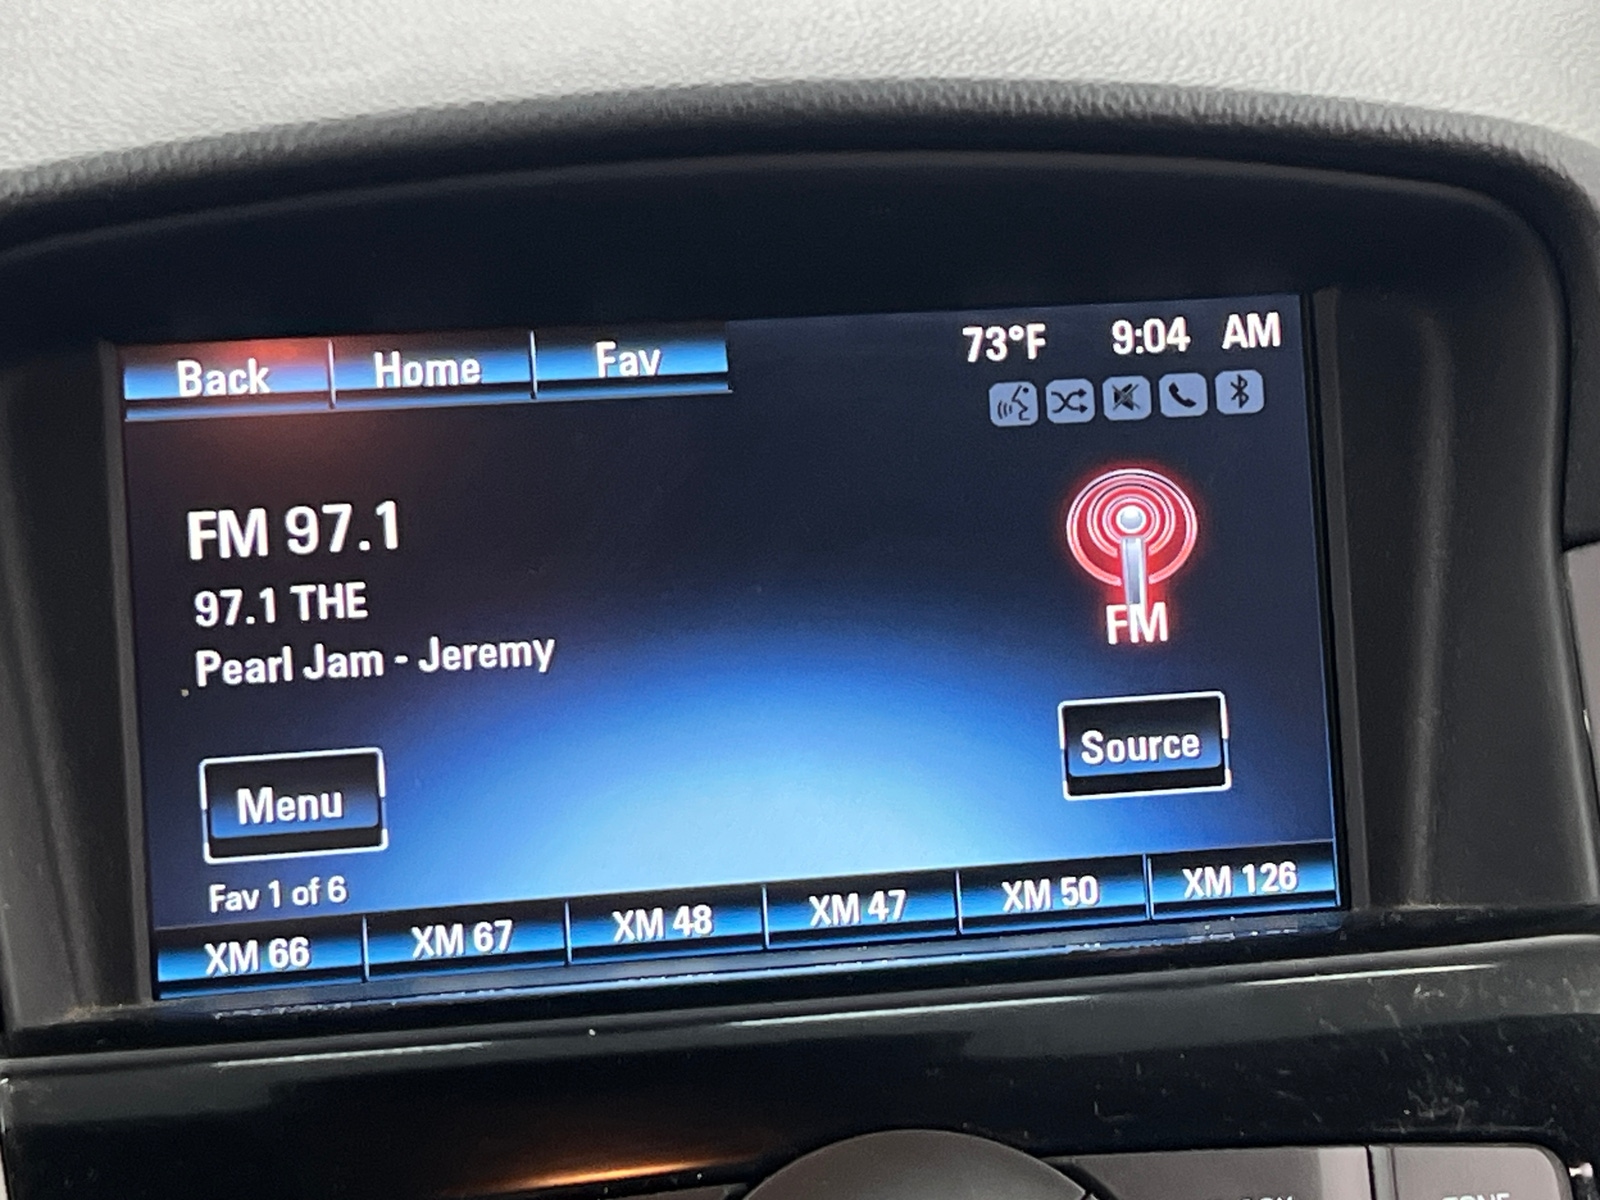 Back Home Fav 73°F 9:04 AM
FM 97.1
97.1 THE
Pearl Jam - Jeremy
FM
Menu
Source
Fav 1 of 6
XM 66 XM 67 XM 48 XM 47 XM 50 XM 126
ZONE